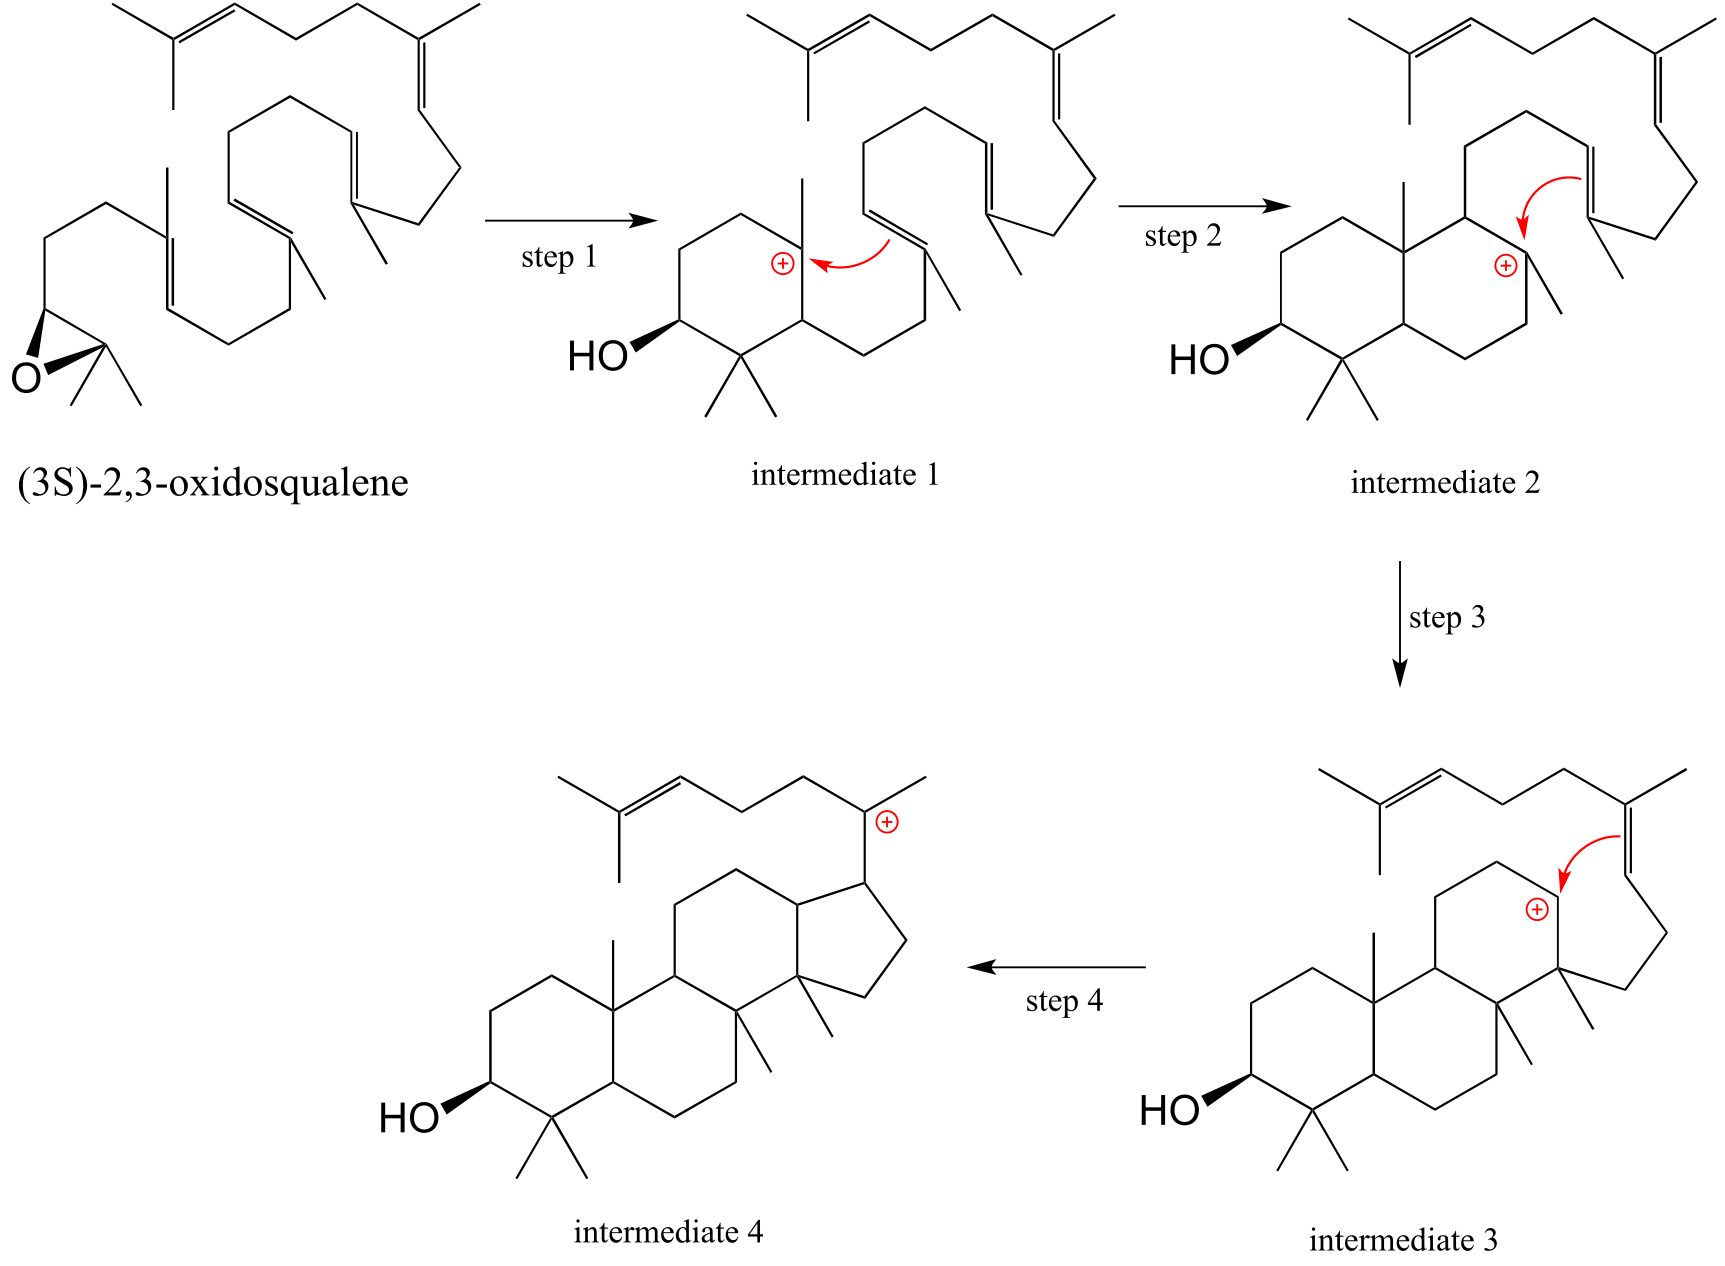 O
(3S)-2,3-oxidosqualene
step 1
HO
intermediate 1
step 2
HO
intermediate 2
step 3
HO
intermediate 3
step 4
HO
intermediate 4